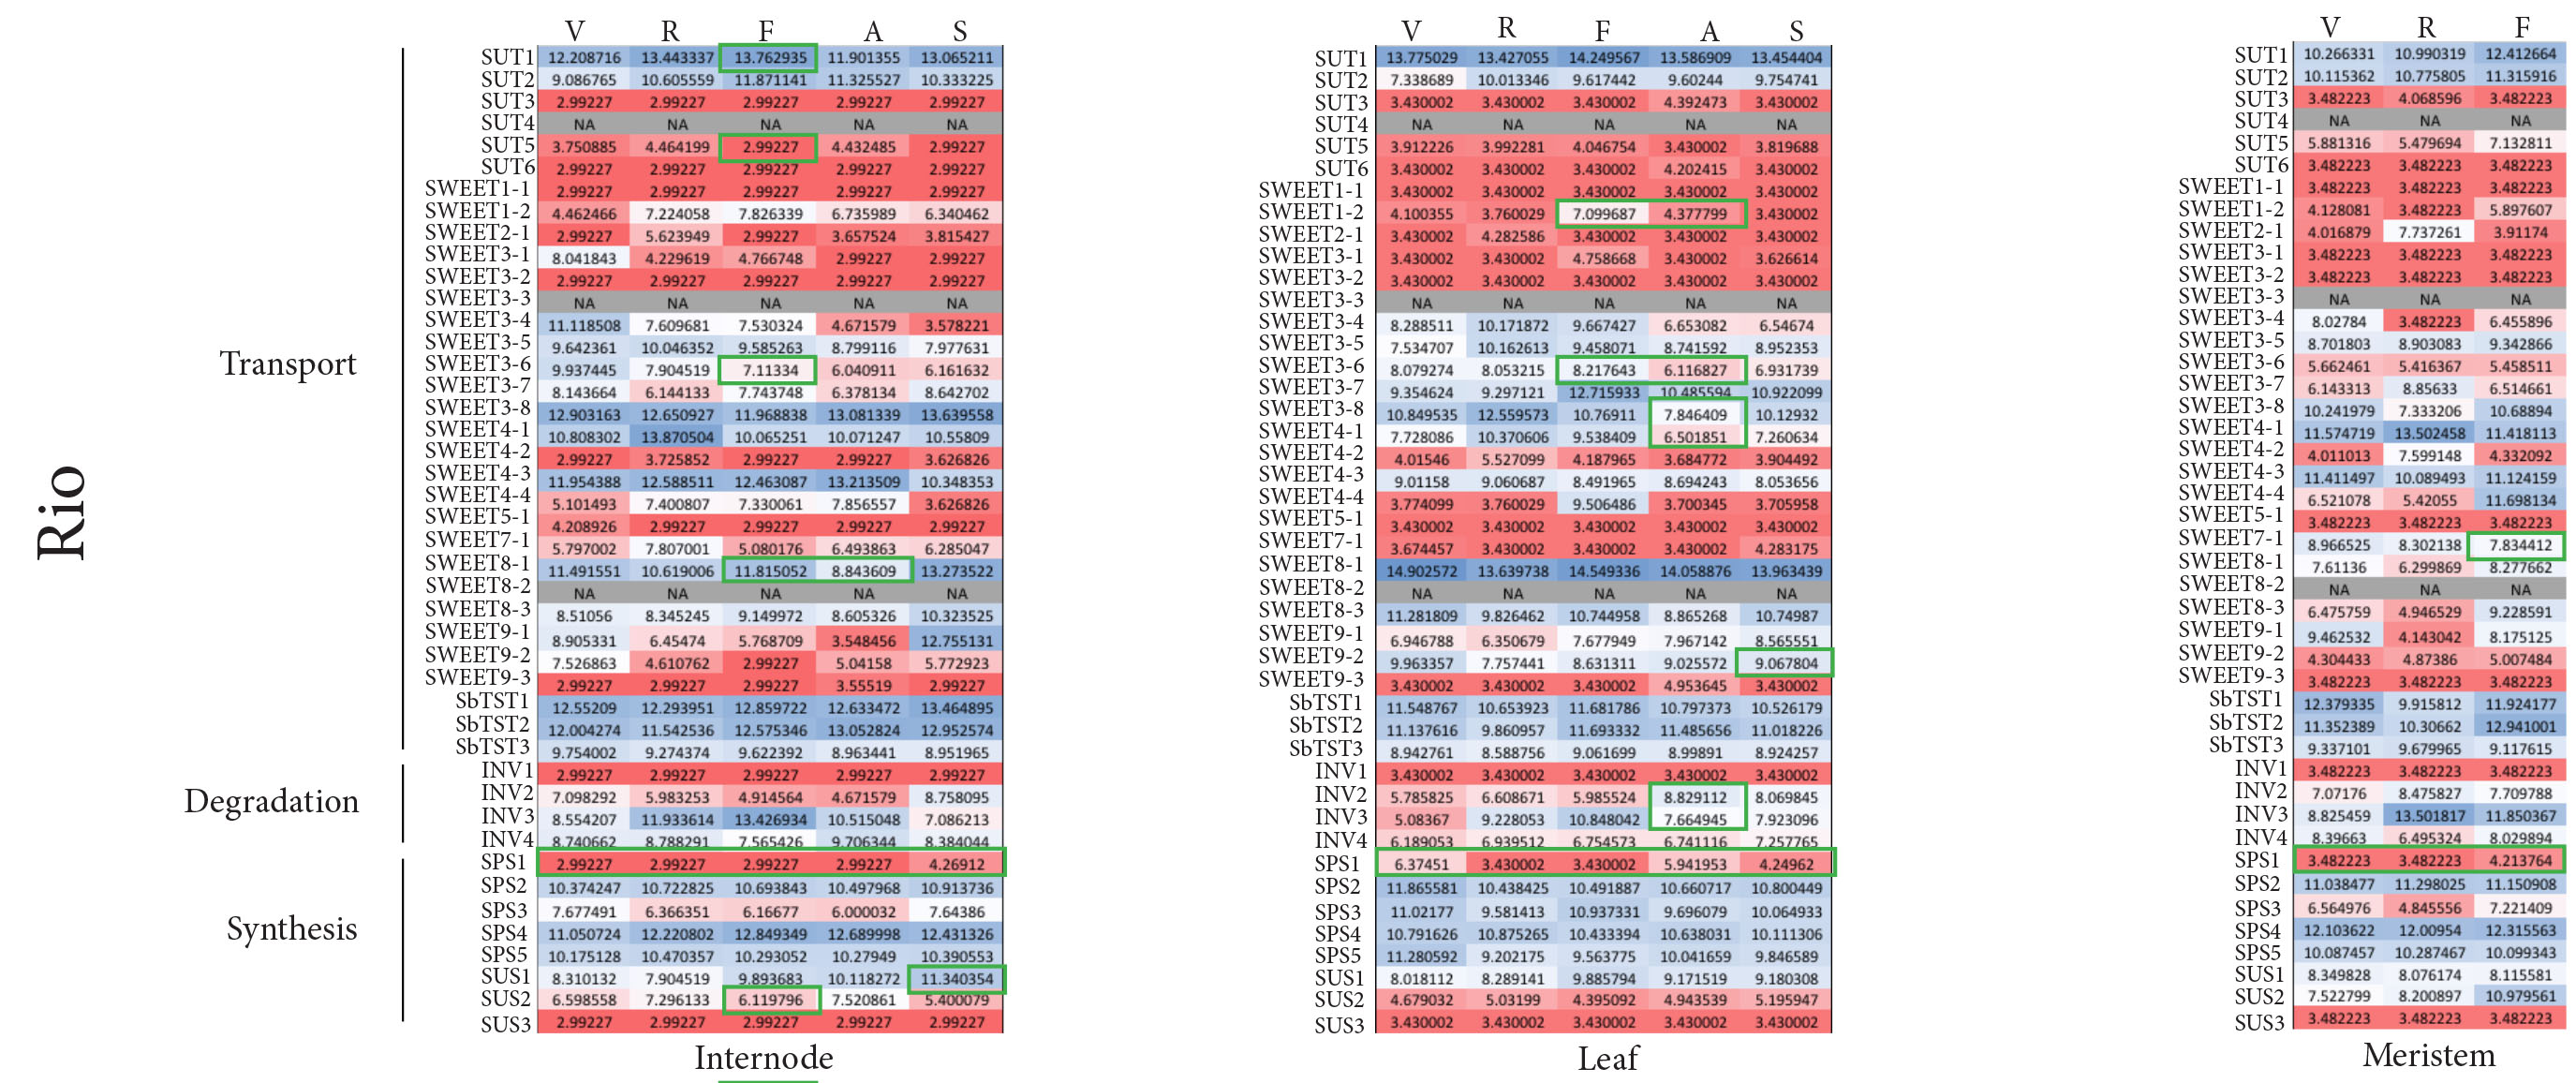 V R F A S V R F A S V R F
SUT1 12.208716 13.443337 13.762935 11.901355 13.065211 SUT1 13.775029 13.427055 14.249567 13.586909 13.454404 SUT1 10.266331 10.990319 12.412664
SUT2 9.086765 10.605559 11.871141 11.325527 10.333225 SUT2 7.338689 10.013346 9.617442 9.60244 9.754741 SUT2 10.115362 10.775805 11.315916
SUT3 2.99227 2.99227 2.99227 2.99227 2.99227 SUT3 3.430002 3.430002 3.430002 4.392473 3.430002 SUT3 3.482223 4.068596 3.482223
SUT4 NA NA NA NA NA SUT4 NA NA NA NA NA SUT4 NA NA NA
SUT5 3.750885 4.464199 2.99227 4.432485 2.99227 SUT5 3.912226 3.992281 4.046754 3.430002 3.819688 SUT5 5.881316 5.479694 7.132811
SUT6 2.99227 2.99227 2.99227 2.99227 2.99227 SUT6 3.430002 3.430002 3.430002 4.202415 3.430002 SUT6 3.482223 3.482223 3.482223
SWEET1-1 2.99227 2.99227 2.99227 2.99227 2.99227 SWEET1-1 3.430002 3.430002 3.430002 3.430002 3.430002 SWEET1-1 3.482223 3.482223 3.482223
SWEET1-2 4.462466 7.224058 7.826339 6.735989 6.340462 SWEET1-2 4.100355 3.760029 7.099687 4.377799 3.430002 SWEET1-2 4.128081 3.482223 5.897607
SWEET2-1 2.99227 5.623949 2.99227 3.657524 3.815427 SWEET2-1 3.430002 4.282586 3.430002 3.430002 3.430002 SWEET2-1 4.016879 7.737261 3.91174
SWEET3-1 8.041843 4.229619 4.766748 2.99227 2.99227 SWEET3-1 3.430002 3.430002 4.758668 3.430002 3.626614 SWEET3-1 3.482223 3.482223 3.482223
SWEET3-2 2.99227 2.99227 2.99227 2.99227 2.99227 SWEET3-2 3.430002 3.430002 3.430002 3.430002 3.430002 SWEET3-2 3.482223 3.482223 3.482223
SWEET3-3 NA NA NA NA NA SWEET3-3 NA NA NA NA NA SWEET3-3 NA NA NA
SWEET3-4 11.118508 7.609681 7.530324 4.671579 3.578221 SWEET3-4 8.288511 10.171872 9.667427 6.653082 6.54674 SWEET3-4 8.02784 3.482223 6.455896
SWEET3-5 9.642361 10.046352 9.585263 8.799116 7.977631 SWEET3-5 7.534707 10.162613 9.458071 8.741592 8.952353 SWEET3-5 8.701803 8.903083 9.342866
Transport SWEET3-6 9.937445 7.904519 7.11334 6.040911 6.161632 SWEET3-6 8.079274 8.053215 8.217643 6.116827 6.931739 SWEET3-6 5.662461 5.416367 5.458511
SWEET3-7 8.143664 6.144133 7.743748 6.378134 8.642702 SWEET3-7 9.354624 9.297121 12.715933 10.485594 10.922099 SWEET3-7 6.143313 8.85633 6.514661
SWEET3-8 12.903163 12.650927 11.968838 13.081339 13.639558 SWEET3-8 10.849535 12.559573 10.76911 7.846409 10.12932 SWEET3-8 10.241979 7.333206 10.68894
SWEET4-1 10.808302 13.870504 10.065251 10.071247 10.55809 SWEET4-1 7.728086 10.370606 9.538409 6.501851 7.260634 SWEET4-1 11.574719 13.502458 11.418113
SWEET4-2 2.99227 3.725852 2.99227 2.99227 3.626826 SWEET4-2 4.01546 5.527099 4.187965 3.684772 3.904492 SWEET4-2 4.011013 7.599148 4.332092
SWEET4-3 11.954388 12.588511 12.463087 13.213509 10.348353 SWEET4-3 9.01158 9.060687 8.491965 8.694243 8.053656 SWEET4-3 11.411497 10.089493 11.124159
SWEET4-4 5.101493 7.400807 7.330061 7.856557 3.626826 SWEET4-4 3.774099 3.760029 9.506486 3.700345 3.705958 SWEET4-4 6.521078 5.42055 11.698134
Rio SWEET5-1 4.208926 2.99227 2.99227 2.99227 2.99227 SWEET5-1 3.430002 3.430002 3.430002 3.430002 3.430002 SWEET5-1 3.482223 3.482223 3.482223
SWEET7-1 5.797002 7.807001 5.080176 6.493863 6.285047 SWEET7-1 3.674457 3.430002 3.430002 3.430002 4.283175 SWEET7-1 8.966525 8.302138 7.834412
SWEET8-1 11.491551 10.619006 11.815052 8.843609 13.273522 SWEET8-1 14.902572 13.639738 14.549336 14.058876 13.963439 SWEET8-1 7.61136 6.299869 8.277662
SWEET8-2 NA NA NA NA NA SWEET8-2 NA NA NA NA NA SWEET8-2 NA NA NA
SWEET8-3 8.51056 8.345245 9.149972 8.605326 10.323525 SWEET8-3 11.281809 9.826462 10.744958 8.865268 10.74987 SWEET8-3 6.475759 4.946529 9.228591
SWEET9-1 8.905331 6.45474 5.768709 3.548456 12.755131 SWEET9-1 6.946788 6.350679 7.677949 7.967142 8.565551 SWEET9-1 9.462532 4.143042 8.175125
SWEET9-2 7.526863 4.610762 2.99227 5.04158 5.772923 SWEET9-2 9.963357 7.757441 8.631311 9.025572 9.067804 SWEET9-2 4.304433 4.87386 5.007484
SWEET9-3 2.99227 2.99227 2.99227 3.55519 2.99227 SWEET9-3 3.430002 3.430002 3.430002 4.953645 3.430002 SWEET9-3 3.482223 3.482223 3.482223
SbTST1 12.55209 12.293951 12.859722 12.633472 13.464895 SbTST1 11.548767 10.653923 11.681786 10.797373 10.526179 SbTST1 12.379335 9.915812 11.924177
SbTST2 12.004274 11.542536 12.575346 13.052824 12.952574 SbTST2 11.137616 9.860957 11.693332 11.485656 11.018226 SbTST2 11.352389 10.30662 12.941001
SbTST3 9.754002 9.274374 9.622392 8.963441 8.951965 SbTST3 8.942761 8.588756 9.061699 8.99891 8.924257 SbTST3 9.337101 9.679965 9.117615
INV1 2.99227 2.99227 2.99227 2.99227 2.99227 INV1 3.430002 3.430002 3.430002 3.430002 3.430002 INV1 3.482223 3.482223 3.482223
Degradation INV2 7.098292 5.983253 4.914564 4.671579 8.758095 INV2 5.785825 6.608671 5.985524 8.829112 8.069845 INV2 7.07176 8.475827 7.709788
INV3 8.554207 11.933614 13.426934 10.515048 7.086213 INV3 5.08367 9.228053 10.848042 7.664945 7.923096 INV3 8.825459 13.501817 11.850367
INV4 8.740662 8.788291 7.565426 9.706344 8.384044 INV4 6.189053 6.939512 6.754573 6.741116 7.257765 INV4 8.39663 6.495324 8.029894
SPS1 2.99227 2.99227 2.99227 2.99227 4.26912 SPS1 6.37451 3.430002 3.430002 5.941953 4.24962 SPS1 3.482223 3.482223 4.213764
SPS2 10.374247 10.722825 10.693843 10.497968 10.913736 SPS2 11.865581 10.438425 10.491887 10.660717 10.800449 SPS2 11.038477 11.298025 11.150908
SPS3 7.677491 6.366351 6.16677 6.000032 7.64386 SPS3 11.02177 9.581413 10.937331 9.696079 10.064933 SPS3 6.564976 4.845556 7.221409
Synthesis SPS4 11.050724 12.220802 12.849349 12.689998 12.431326 SPS4 10.791626 10.875265 10.433394 10.638031 10.111306 SPS4 12.103622 12.00954 12.315563
SPS5 10.175128 10.470357 10.293052 10.27949 10.390553 SPS5 11.280592 9.202175 9.563775 10.041659 9.846589 SPS5 10.087457 10.287467 10.099343
SUS1 8.310132 7.904519 9.893683 10.118272 11.340354 SUS1 8.018112 8.289141 9.885794 9.171519 9.180308 SUS1 8.349828 8.076174 8.115581
SUS2 6.598558 7.296133 6.119796 7.520861 5.400079 SUS2 4.679032 5.03199 4.395092 4.943539 5.195947 SUS2 7.522799 8.200897 10.979561
SUS3 2.99227 2.99227 2.99227 2.99227 2.99227 SUS3 3.430002 3.430002 3.430002 3.430002 3.430002 SUS3 3.482223 3.482223 3.482223
Internode Leaf Meristem